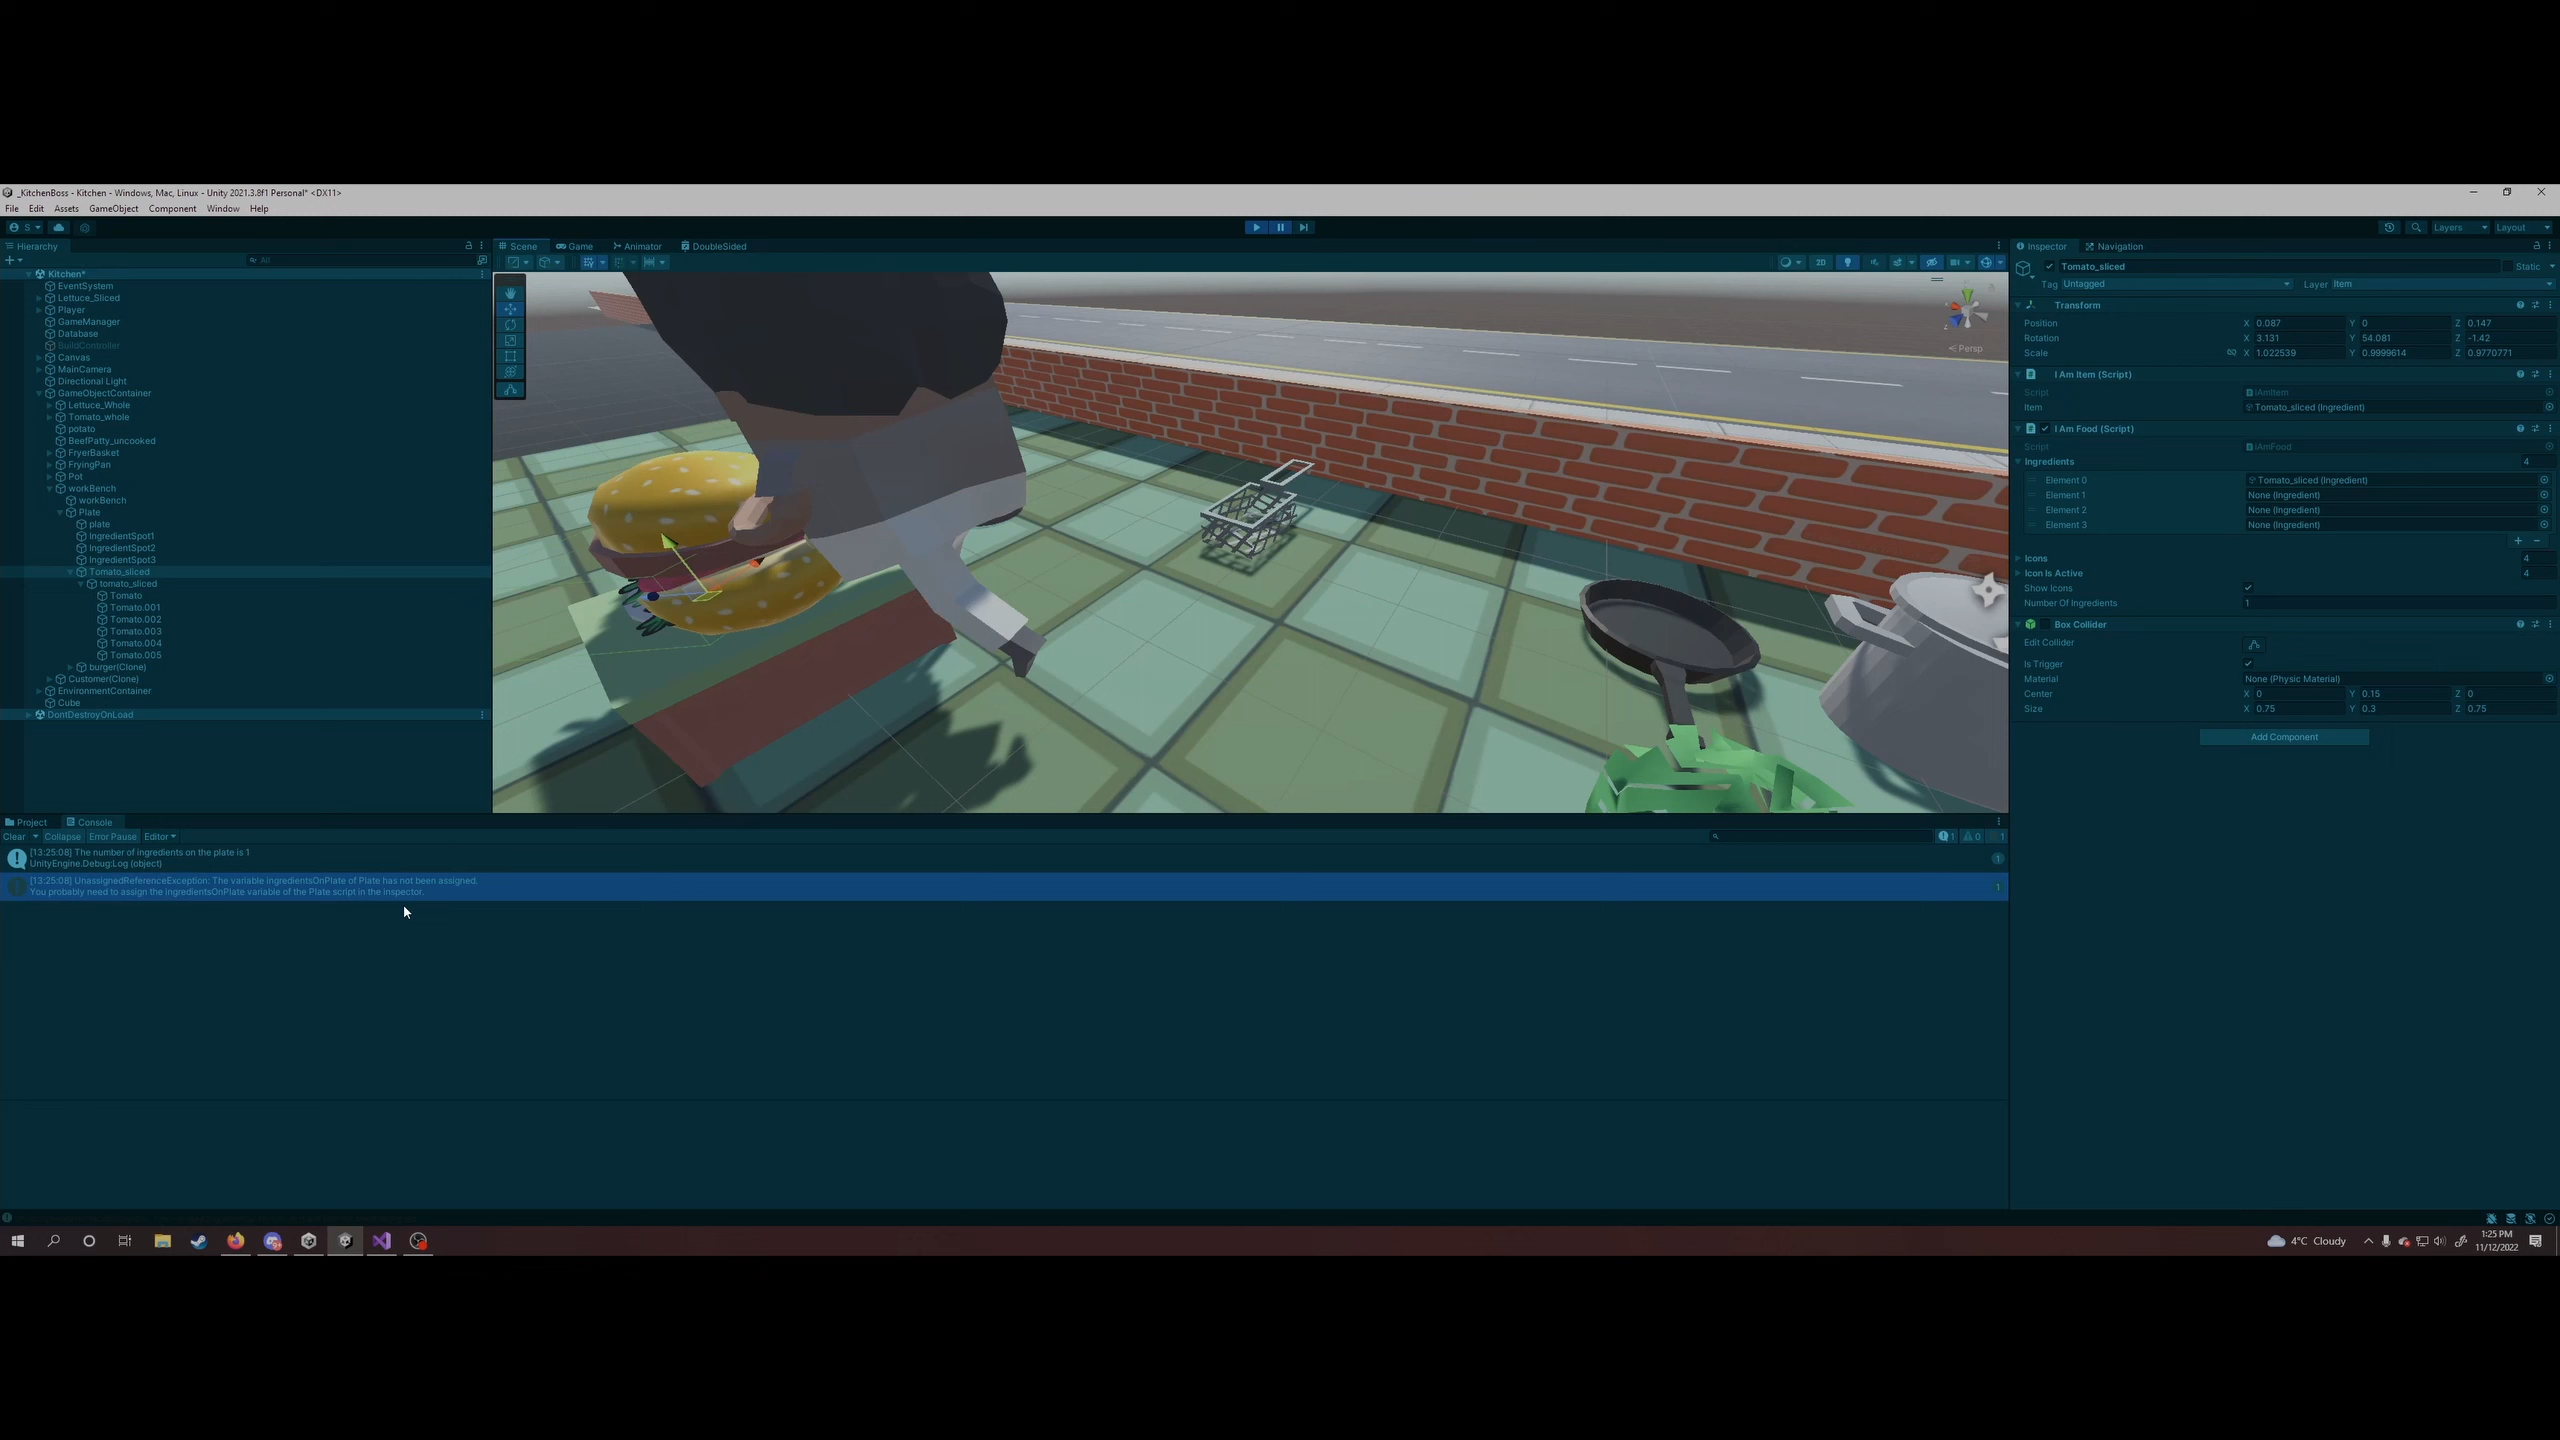 _KitchenBoss - Kitchen - Windows, Mac, Linux - Unity 2021.3.8f1 Personal* <DX11>
File Edit Assets GameObject Component Window Help
S
Layers Layout
Hierarchy
All
Kitchen*
EventSystem
Lettuce_Sliced
Player
GameManager
Database
BuildController
Canvas
MainCamera
Directional Light
GameObjectContainer
Lettuce_Whole
Tomato_whole
potato
BeefPatty_uncooked
FryerBasket
FryingPan
Pot
workBench
workBench
Plate
plate
IngredientSpot1
IngredientSpot2
IngredientSpot3
Tomato_sliced
tomato_sliced
Tomato
Tomato.001
Tomato.002
Tomato.003
Tomato.004
Tomato.005
burger(Clone)
Customer(Clone)
EnvironmentContainer
Cube
DontDestroyOnLoad
Scene Game Animator DoubleSided
2D
Persp
Inspector Navigation
Tomato_sliced Static
Tag Untagged Layer Item
Transform
Position X 0.087 Y 0 Z 0.147
Rotation X 3.131 Y 54.081 Z -1.42
Scale X 1.022539 Y 0.9999614 Z 0.9770771
I Am Item (Script)
Script iAmItem
Item Tomato_sliced (Ingredient)
I Am Food (Script)
Script iAmFood
Ingredients 4
Element 0 Tomato_sliced (Ingredient)
Element 1 None (Ingredient)
Element 2 None (Ingredient)
Element 3 None (Ingredient)
Icons 4
Icon Is Active 4
Show Icons
Number Of Ingredients 1
Box Collider
Edit Collider
Is Trigger
Material None (Physic Material)
Center X 0 Y 0.15 Z 0
Size X 0.75 Y 0.3 Z 0.75
Add Component
Project Console
Clear Collapse Error Pause Editor
1 0 1
[13:25:08] The number of ingredients on the plate is 1
UnityEngine.Debug:Log (object)
1
[13:25:08] UnassignedReferenceException: The variable ingredientsOnPlate of Plate has not been assigned.
You probably need to assign the ingredientsOnPlate variable of the Plate script in the inspector.
1
4°C Cloudy
1:25 PM
11/12/2022